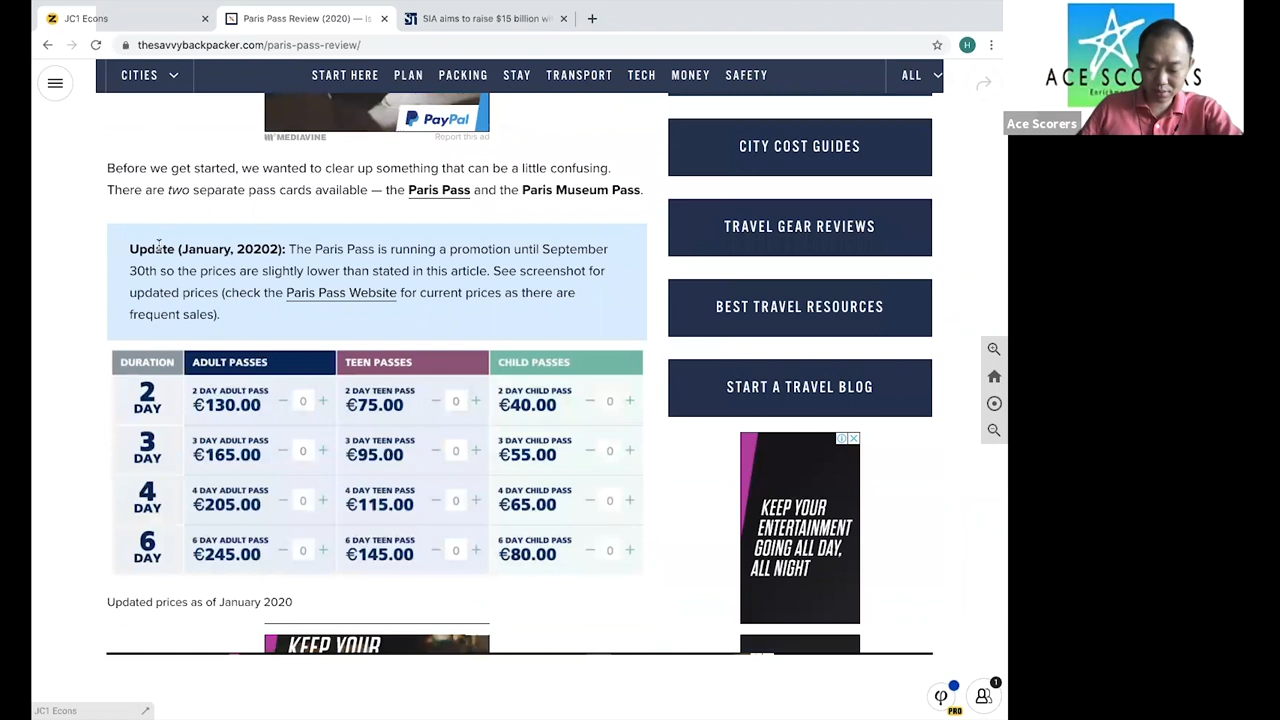 JC1 Econs
Paris Pass Review (2020) — Is
SIA aims to raise $15 billion wi
thesavvybackpacker.com/paris-pass-review/
H
CITIES
START HERE PLAN PACKING STAY TRANSPORT TECH MONEY SAFETY
ALL
PayPal
MEDIAVINE
Report this ad
Before we get started, we wanted to clear up something that can be a little confusing.
There are two separate pass cards available — the Paris Pass and the Paris Museum Pass.
Update (January, 20202): The Paris Pass is running a promotion until September
30th so the prices are slightly lower than stated in this article. See screenshot for
updated prices (check the Paris Pass Website for current prices as there are
frequent sales).
DURATION ADULT PASSES TEEN PASSES CHILD PASSES
2 DAY
2 DAY ADULT PASS
€130.00 − 0 +
2 DAY TEEN PASS
€75.00 − 0 +
2 DAY CHILD PASS
€40.00 − 0 +
3 DAY
3 DAY ADULT PASS
€165.00 − 0 +
3 DAY TEEN PASS
€95.00 − 0 +
3 DAY CHILD PASS
€55.00 − 0 +
4 DAY
4 DAY ADULT PASS
€205.00 − 0 +
4 DAY TEEN PASS
€115.00 − 0 +
4 DAY CHILD PASS
€65.00 − 0 +
6 DAY
6 DAY ADULT PASS
€245.00 − 0 +
6 DAY TEEN PASS
€145.00 − 0 +
6 DAY CHILD PASS
€80.00 − 0 +
Updated prices as of January 2020
KEEP YOUR
CITY COST GUIDES
TRAVEL GEAR REVIEWS
BEST TRAVEL RESOURCES
START A TRAVEL BLOG
KEEP YOUR
ENTERTAINMENT
GOING ALL DAY,
ALL NIGHT
JC1 Econs
PRO
1
Ace Scorers